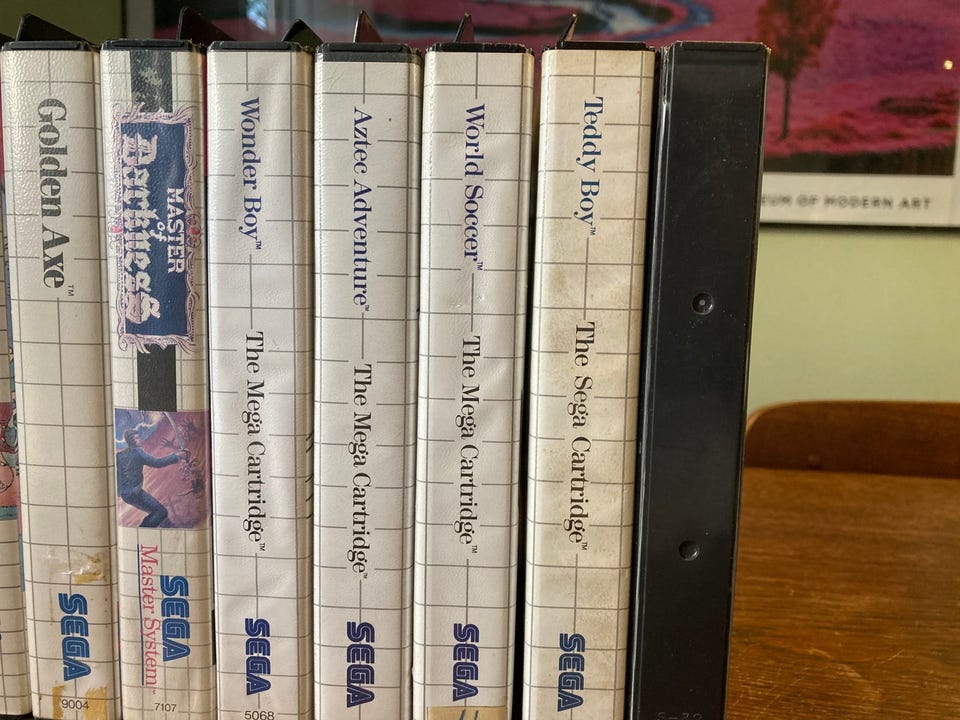 Golden Axe™
SEGA
9004
MASTER
of
Darkness
SEGA
Master System™
7107
Wonder Boy™
The Mega Cartridge™
SEGA
5068
Aztec Adventure™
The Mega Cartridge™
SEGA
World Soccer™
The Mega Cartridge™
SEGA
Teddy Boy™
The Sega Cartridge™
SEGA
EUM OF MODERN ART